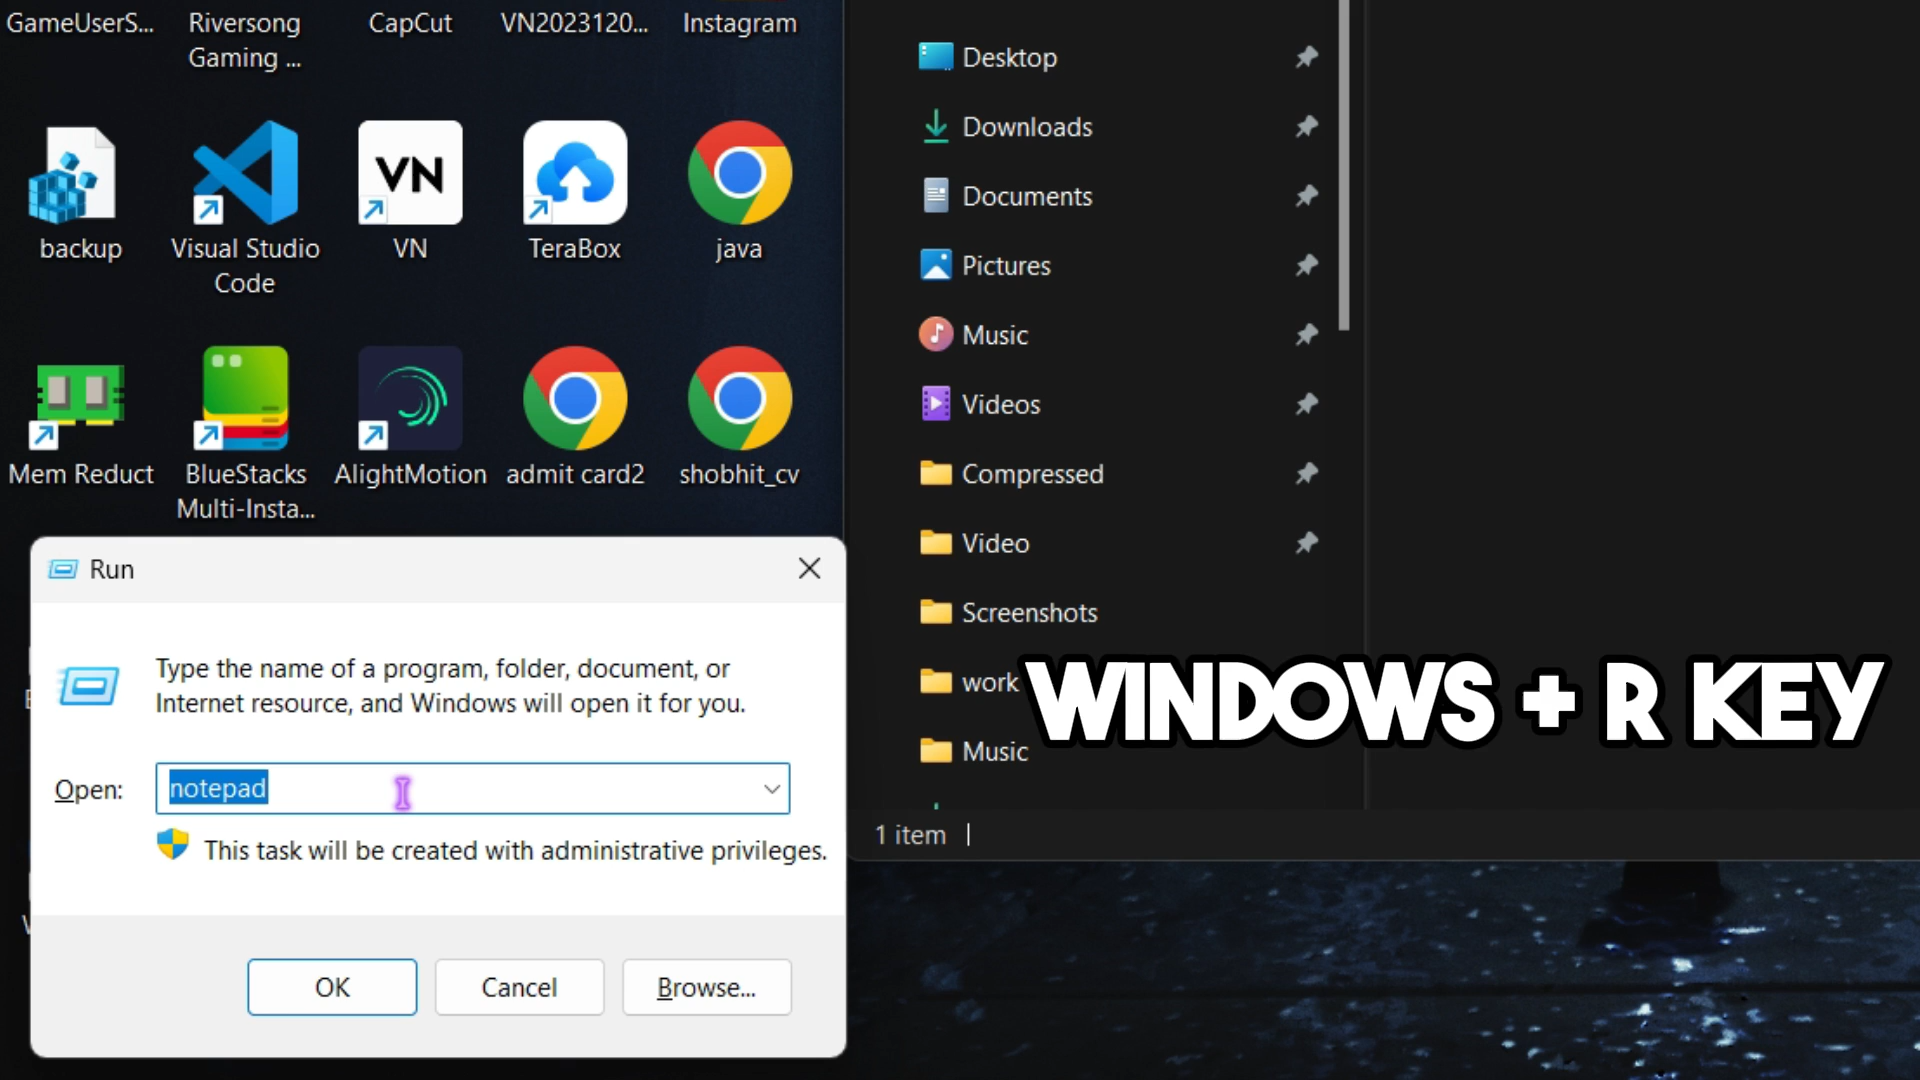 GameUserS...
Riversong
Gaming ...
CapCut
VN2023120...
Instagram
backup
Visual Studio
Code
VN
VN
TeraBox
java
Mem Reduct
BlueStacks
Multi-Insta...
AlightMotion
admit card2
shobhit_cv
Desktop
Downloads
Documents
Pictures
Music
Videos
Compressed
Video
Screenshots
work
Music
1 item
WINDOWS + R KEY
Run
Type the name of a program, folder, document, or
Internet resource, and Windows will open it for you.
Open:
notepad
This task will be created with administrative privileges.
OK
Cancel
Browse...